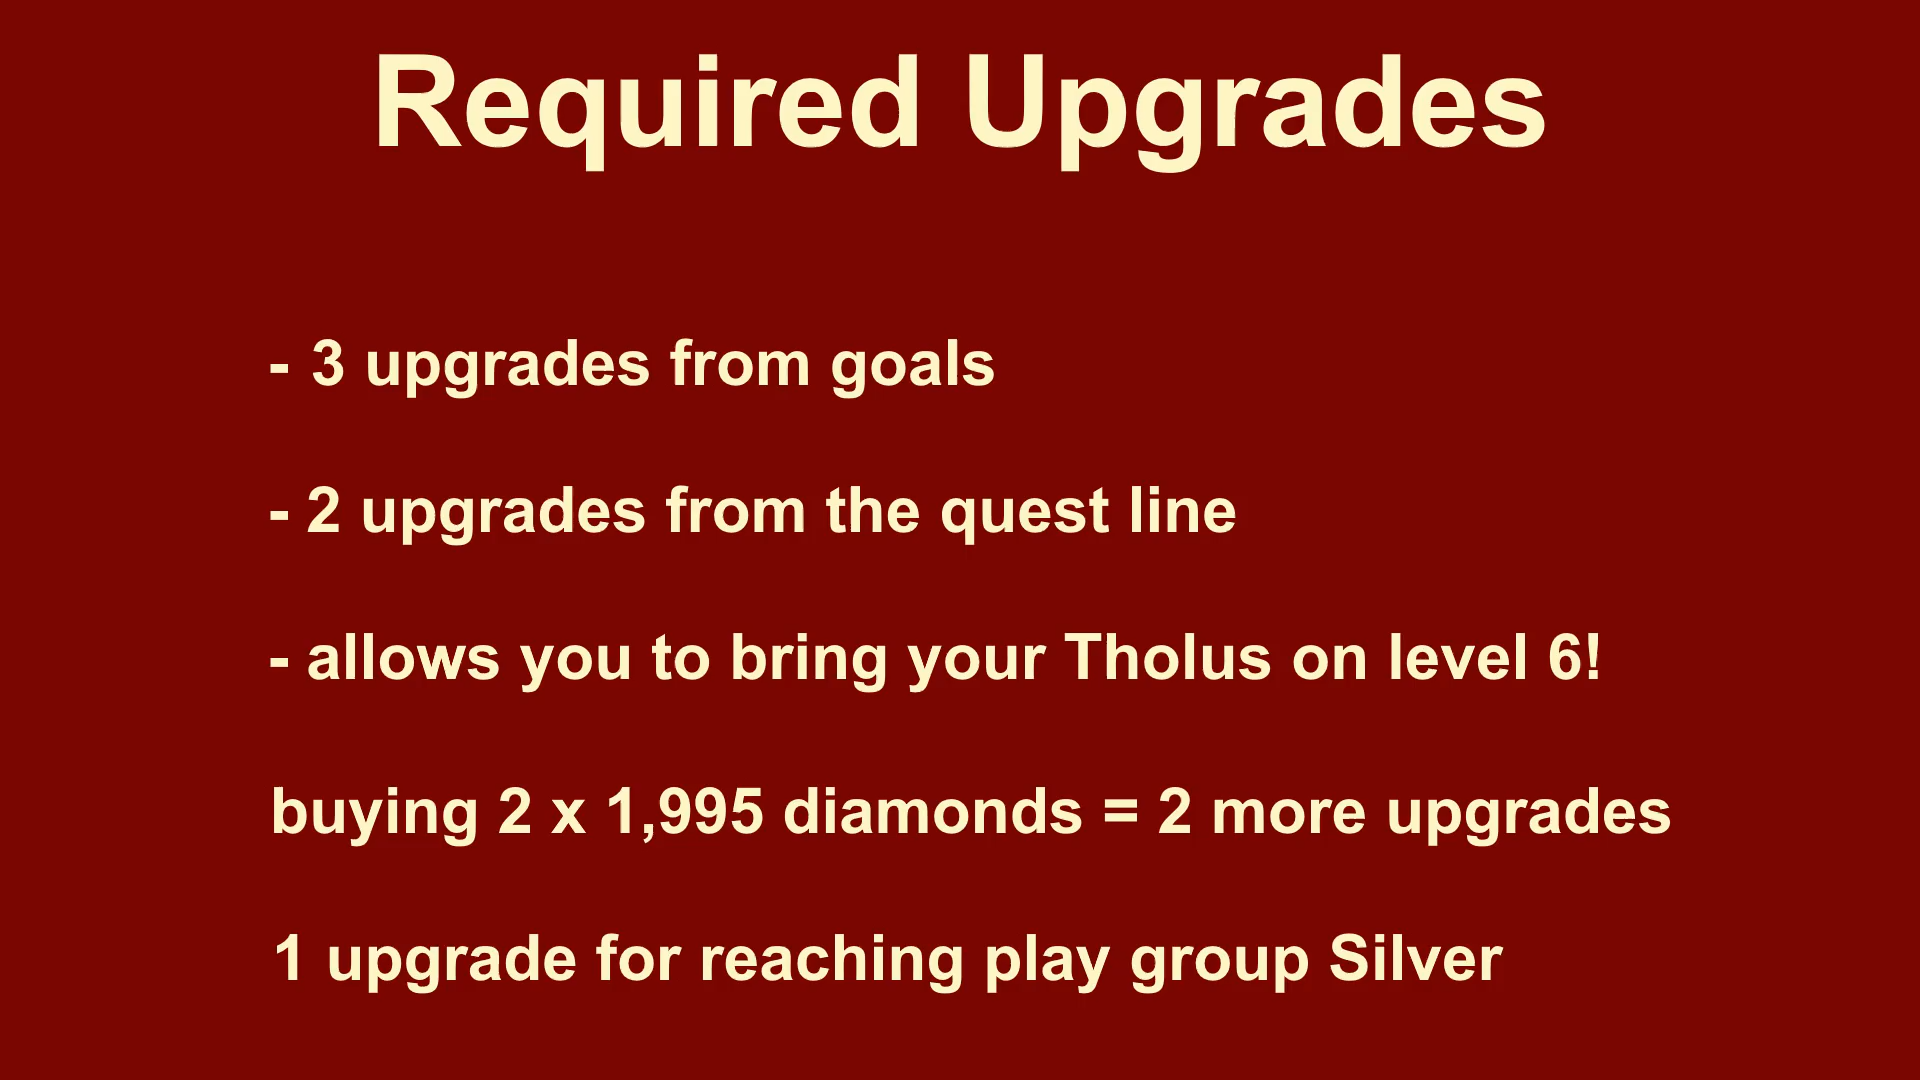 Required Upgrades
- 3 upgrades from goals
- 2 upgrades from the quest line
- allows you to bring your Tholus on level 6!
buying 2 x 1,995 diamonds = 2 more upgrades
1 upgrade for reaching play group Silver